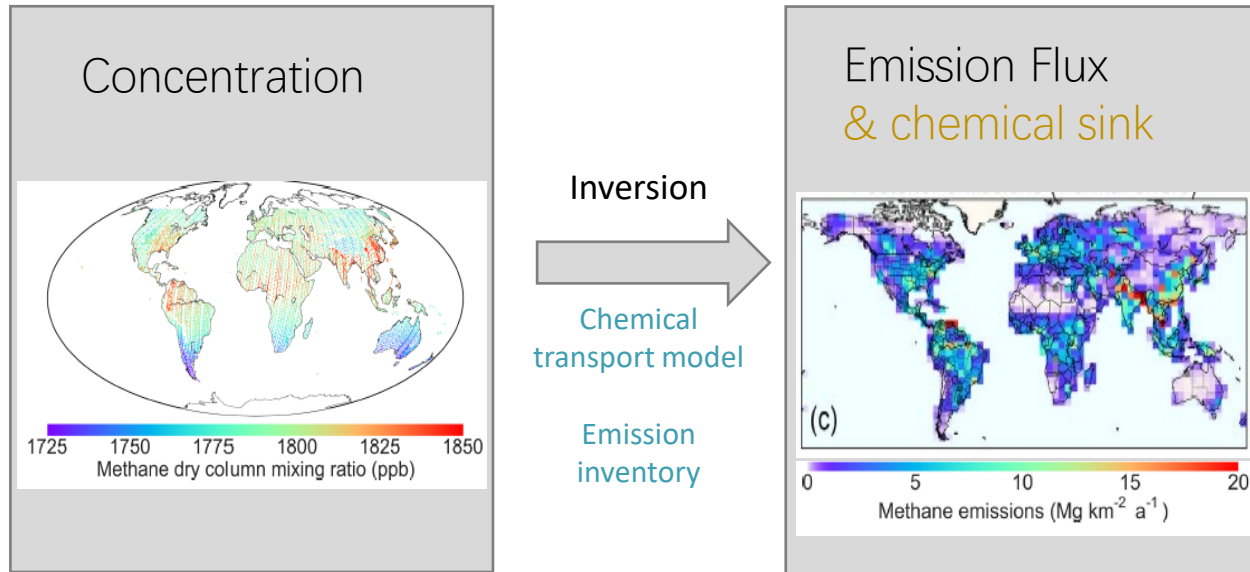 Concentration
1725 1750 1775 1800 1825 1850
Methane dry column mixing ratio (ppb)
Inversion
Chemical
transport model
Emission
inventory
Emission Flux
& chemical sink
(c)
0 5 10 15 20
Methane emissions (Mg km⁻² a⁻¹)